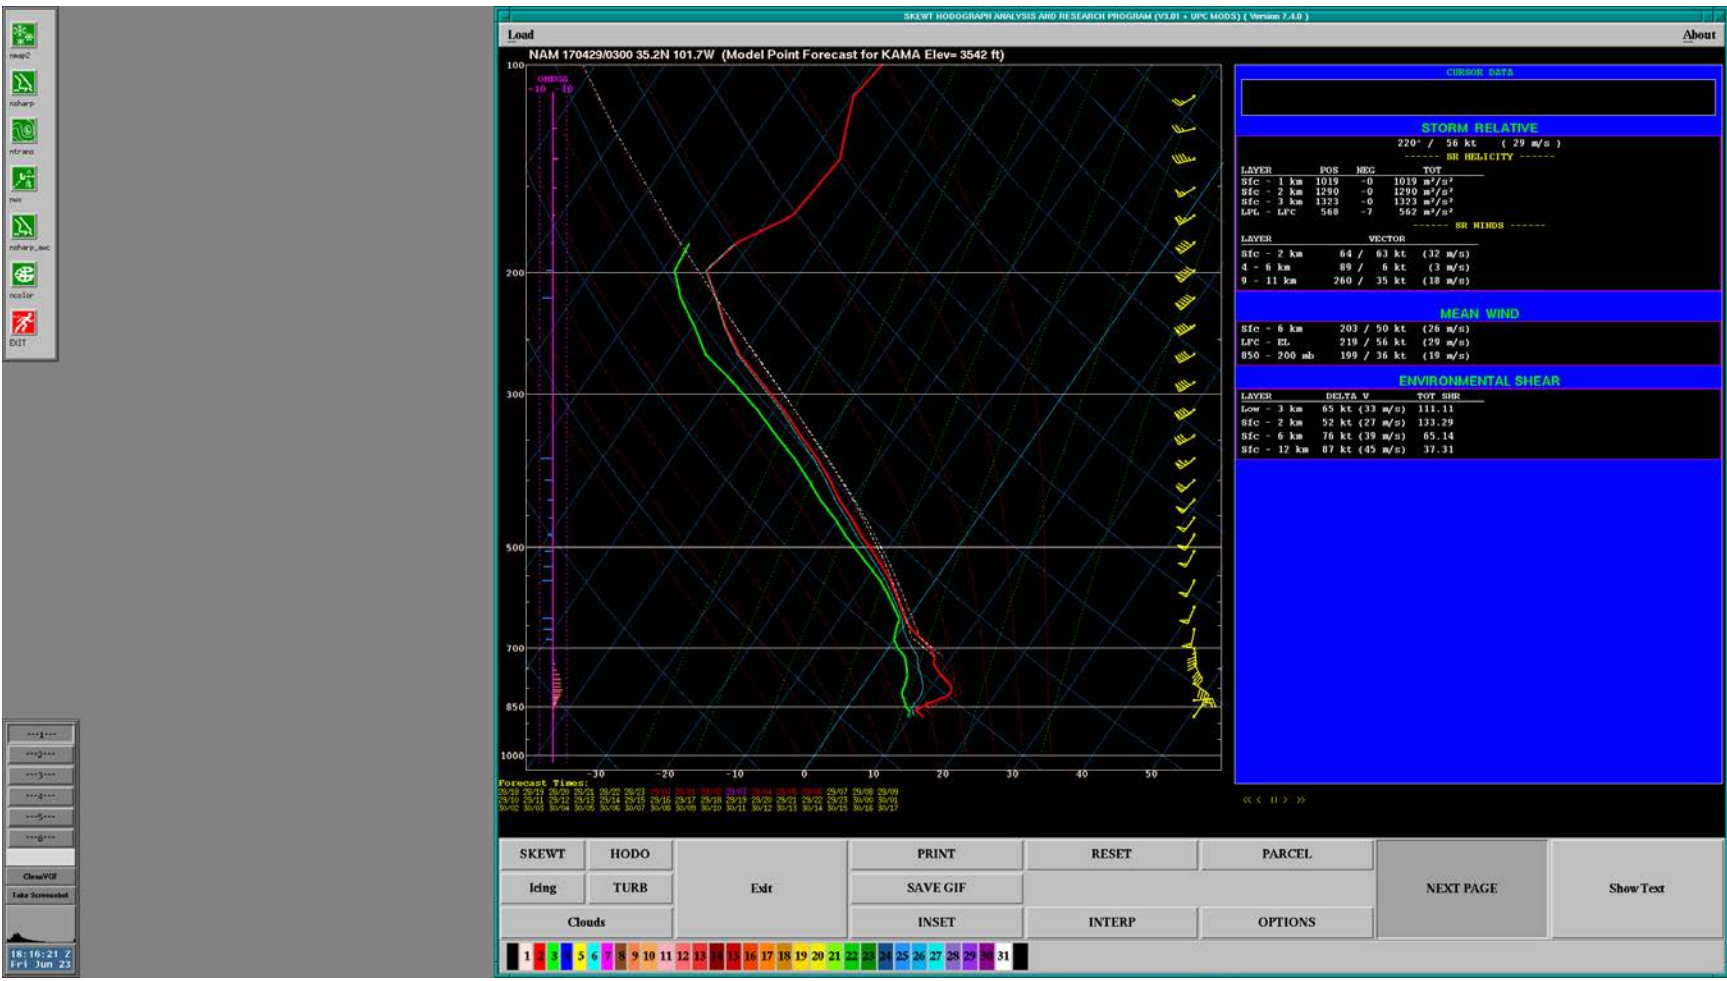 SKEWT HODOGRAPH ANALYSIS AND RESEARCH PROGRAM (V3.01 + UPC MODS) ( Version 7.4.0 )
Load
About
nmap2
nsharp
ntrans
nwx
nsharp_awc
ncolor
EXIT
NAM 170429/0300 35.2N 101.7W (Model Point Forecast for KAMA Elev= 3542 ft)
OMEGA
-10 -10
100
200
300
400
500
700
850
1000
-30 -20 -10 0 10 20 30 40 50
CURSOR DATA
STORM RELATIVE
220° / 56 kt ( 29 m/s )
------ SR HELICITY ------
LAYER POS NEG TOT
Sfc - 1 km 1019 -0 1019 m²/s²
Sfc - 2 km 1290 -0 1290 m²/s²
Sfc - 3 km 1323 -0 1323 m²/s²
LPL - LFC 568 -7 562 m²/s²
------ SR WINDS ------
LAYER VECTOR
Sfc - 2 km 64 / 63 kt (32 m/s)
4 - 6 km 89 / 6 kt (3 m/s)
9 - 11 km 260 / 35 kt (18 m/s)
MEAN WIND
Sfc - 6 km 203 / 50 kt (26 m/s)
LFC - EL 219 / 56 kt (29 m/s)
850 - 200 mb 199 / 36 kt (19 m/s)
ENVIRONMENTAL SHEAR
LAYER DELTA V TOT SHR
Low - 3 km 65 kt (33 m/s) 111.11
Sfc - 2 km 52 kt (27 m/s) 133.29
Sfc - 6 km 76 kt (39 m/s) 65.14
Sfc - 12 km 87 kt (45 m/s) 37.31
Forecast Times:
<< < II > >>
---1---
---2---
---3---
---4---
---5---
---6---
CleanVGF
Take Screenshot
18:16:21 Z
Fri Jun 23
SKEWT HODO PRINT RESET PARCEL
Icing TURB Exit SAVE GIF NEXT PAGE Show Text
Clouds INSET INTERP OPTIONS
1 2 3 4 5 6 7 8 9 10 11 12 13 14 15 16 17 18 19 20 21 22 23 24 25 26 27 28 29 30 31